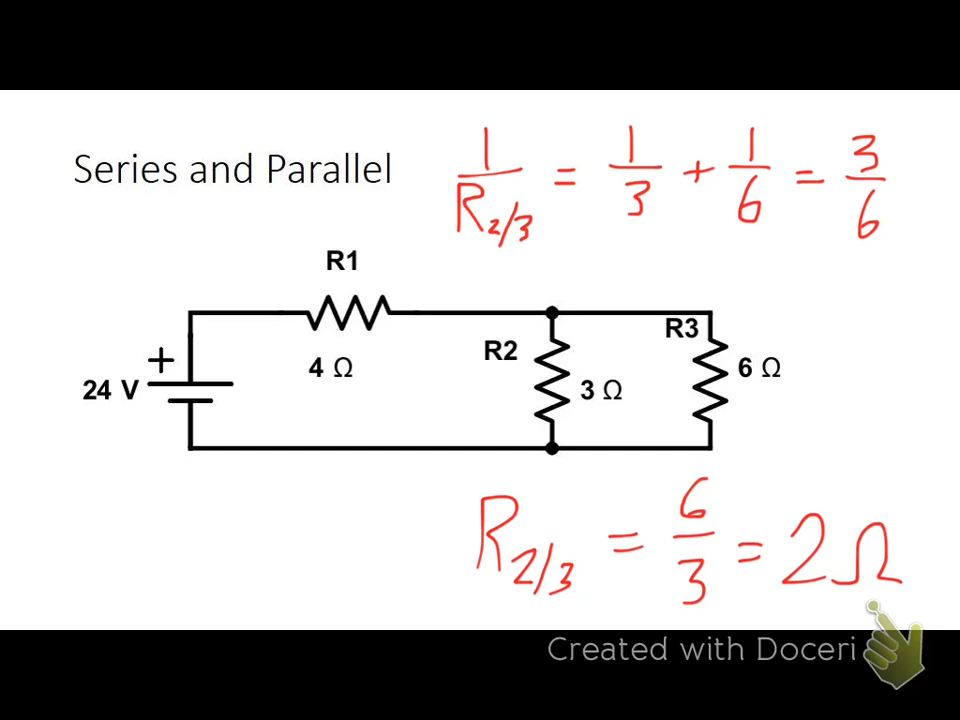 Series and Parallel
1/R2/3 = 1/3 + 1/6 = 3/6
R1
4 Ω
R2
3 Ω
R3
6 Ω
+
24 V
R2/3 = 6/3 = 2Ω
Created with Doceri